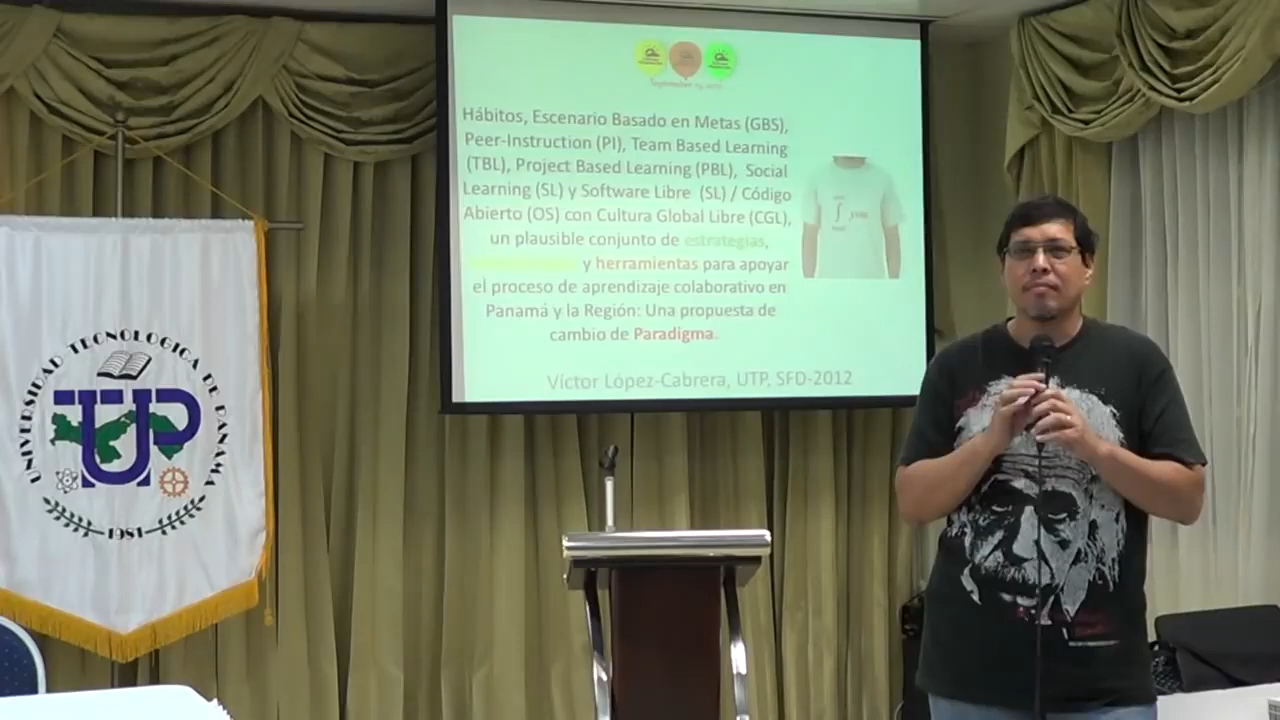 Hábitos, Escenario Basado en Metas (GBS),
Peer-Instruction (PI), Team Based Learning
(TBL), Project Based Learning (PBL), Social
Learning (SL) y Software Libre (SL) / Código
Abierto (OS) con Cultura Global Libre (CGL),
un plausible conjunto de estrategias,
y herramientas para apoyar
el proceso de aprendizaje colaborativo en
Panamá y la Región: Una propuesta de
cambio de Paradigma.
Víctor López-Cabrera, UTP, SFD-2012
UNIVERSIDAD TECNOLOGICA DE PANAMA
UTP
1981